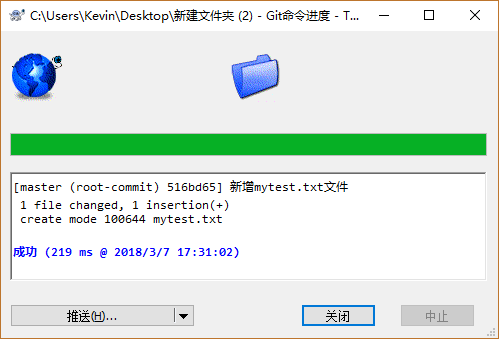 C:\Users\Kevin\Desktop\新建文件夹 (2) - Git命令进度 - T...
[master (root-commit) 516bd65] 新增mytest.txt文件
1 file changed, 1 insertion(+)
create mode 100644 mytest.txt
成功 (219 ms @ 2018/3/7 17:31:02)
推送(H)...
关闭
中止